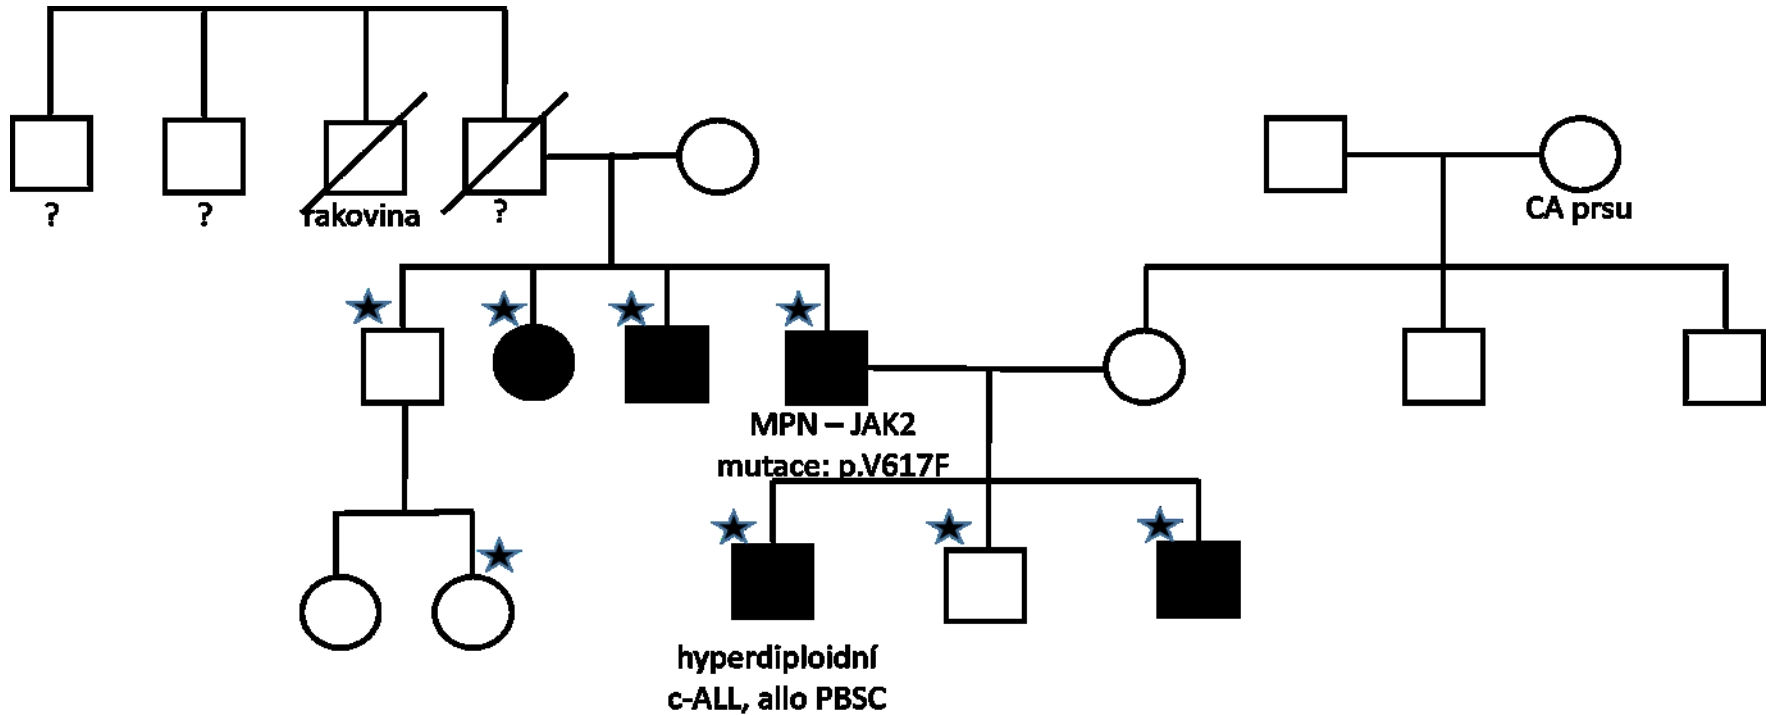 ?
?
rakovina
?
CA prsu
MPN – JAK2
mutace: p.V617F
hyperdiploidní
c-ALL, allo PBSC